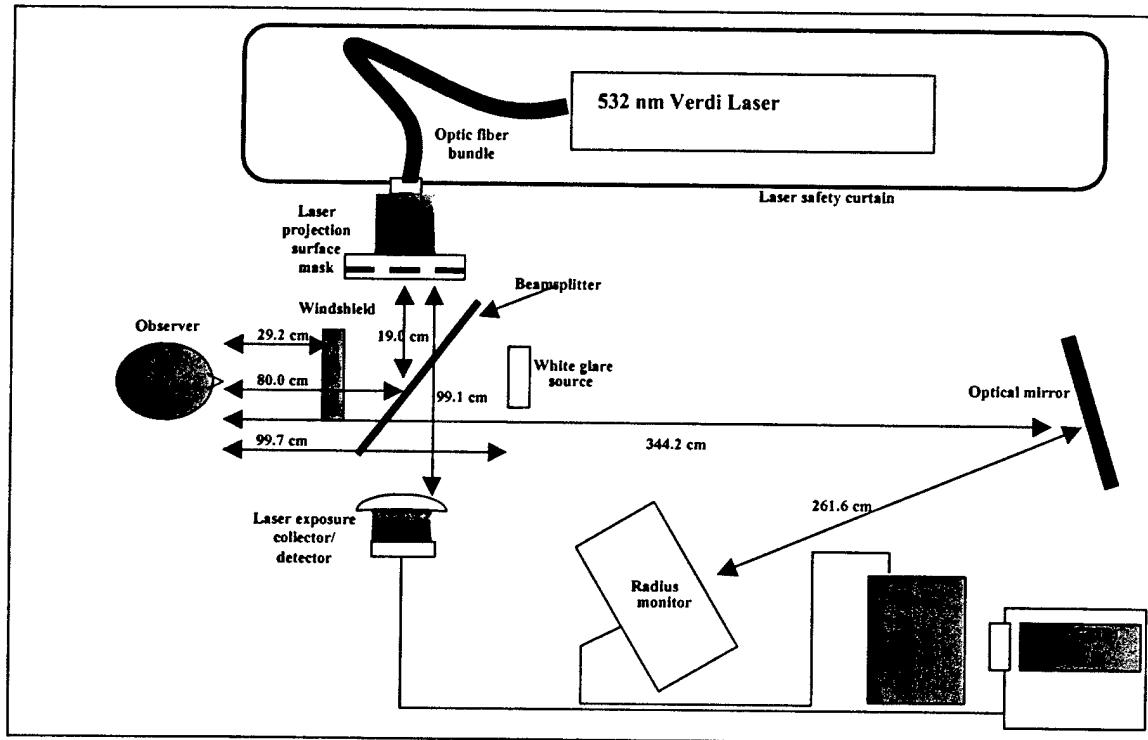 532 nm Verdi Laser
Optic fiber
bundle
Laser safety curtain
Laser
projection
surface
mask
Beamsplitter
Windshield
Observer
29.2 cm
19.0 cm
White glare
source
80.0 cm
99.1 cm
Optical mirror
99.7 cm
344.2 cm
261.6 cm
Laser exposure
collector/
detector
Radius
monitor